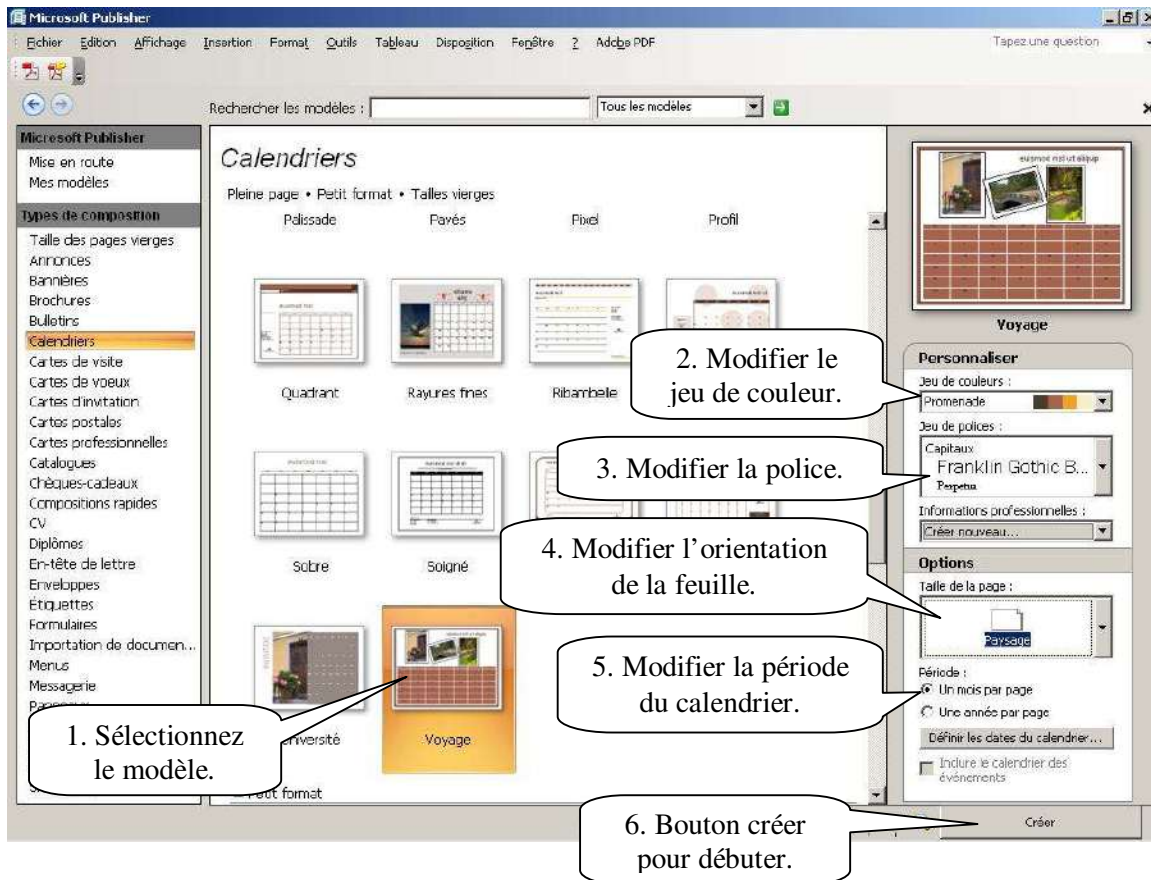 Microsoft Publisher
Fichier Edition Affichage Insertion Format Outils Tableau Disposition Fenêtre ? Adobe PDF
Tapez une question
Rechercher les modèles :
Tous les modèles
Microsoft Publisher
Mise en route
Mes modèles
Types de composition
Taille des pages vierges
Annonces
Bannières
Brochures
Bulletins
Calendriers
Cartes de visite
Cartes de voeux
Cartes d'invitation
Cartes postales
Cartes professionnelles
Catalogues
Chèques-cadeaux
Compositions rapides
CV
Diplômes
En-tête de lettre
Enveloppes
Étiquettes
Formulaires
Importation de documen...
Menus
Messagerie
Calendriers
Pleine page • Petit format • Tailles vierges
Palissade Pavés Pixel Profil
Quadrant Rayures fines Ribambelle
Sobre Soigné
Voyage
Petit format
1. Sélectionnez
le modèle.
2. Modifier le
jeu de couleur.
3. Modifier la police.
4. Modifier l'orientation
de la feuille.
5. Modifier la période
du calendrier.
6. Bouton créer
pour débuter.
euismod nisl ut aliquip
Voyage
Personnaliser
Jeu de couleurs :
Promenade
Jeu de polices :
Capitaux
Franklin Gothic B...
Perpetua
Informations professionnelles :
Créer nouveau...
Options
Taille de la page :
Paysage
Période :
Un mois par page
Une année par page
Définir les dates du calendrier...
Inclure le calendrier des
événements
Créer